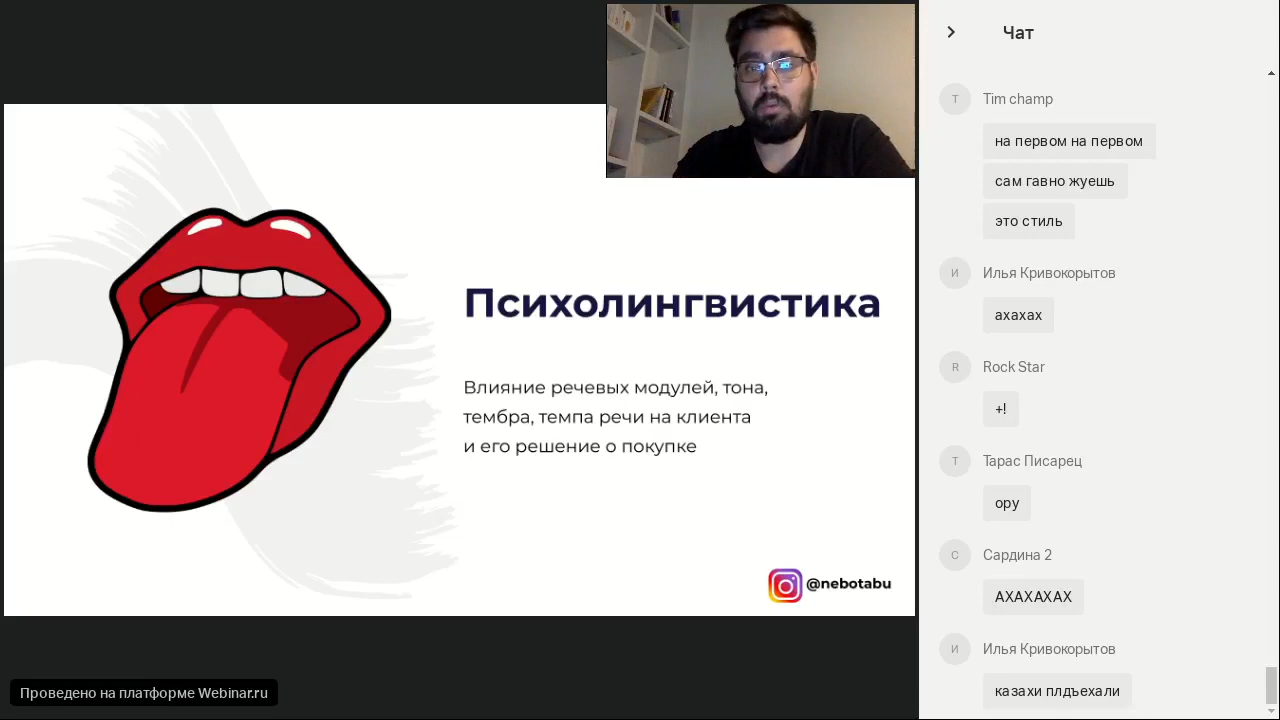 Психолингвистика
Влияние речевых модулей, тона,
тембра, темпа речи на клиента
и его решение о покупке
@nebotabu
Проведено на платформе Webinar.ru
Чат
T
Tim champ
на первом на первом
сам гавно жуешь
это стиль
И
Илья Кривокорытов
ахахах
R
Rock Star
+!
Т
Тарас Писарец
ору
С
Сардина 2
АХАХАХАХ
И
Илья Кривокорытов
казахи плдъехали